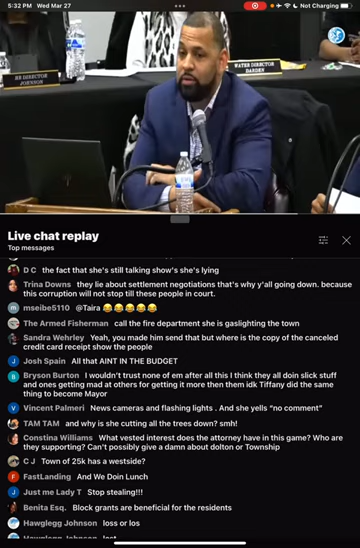 5:32 PM Wed Mar 27
Not Charging
HR DIRECTOR
JOHNSON
WATER DIRECTOR
DARDEN
Live chat replay
Top messages
D C the fact that she's still talking show's she's lying
Trina Downs they lie about settlement negotiations that's why y'all going down. because
this corruption will not stop till these people in court.
mseibe5110 @Taira 😂😂😂😂😂
The Armed Fisherman call the fire department she is gaslighting the town
Sandra Wehrley Yeah, you made him send that but where is the copy of the canceled
credit card receipt show the people
J Josh Spain All that AINT IN THE BUDGET
B Bryson Burton I wouldn't trust none of em after all this I think they all doin slick stuff
and ones getting mad at others for getting it more then them idk Tiffany did the same
thing to become Mayor
V Vincent Palmeri News cameras and flashing lights . And she yells "no comment"
TAM TAM and why is she cutting all the trees down? smh!
Constina Williams What vested interest does the attorney have in this game? Who are
they supporting? Can't possibly give a damn about dolton or Township
C J Town of 25k has a westside?
FastLanding And We Doin Lunch
J Just me Lady T Stop stealing!!!
Benita Esq. Block grants are beneficial for the residents
Hawglegg Johnson loss or los
Hawglegg Johnson lost